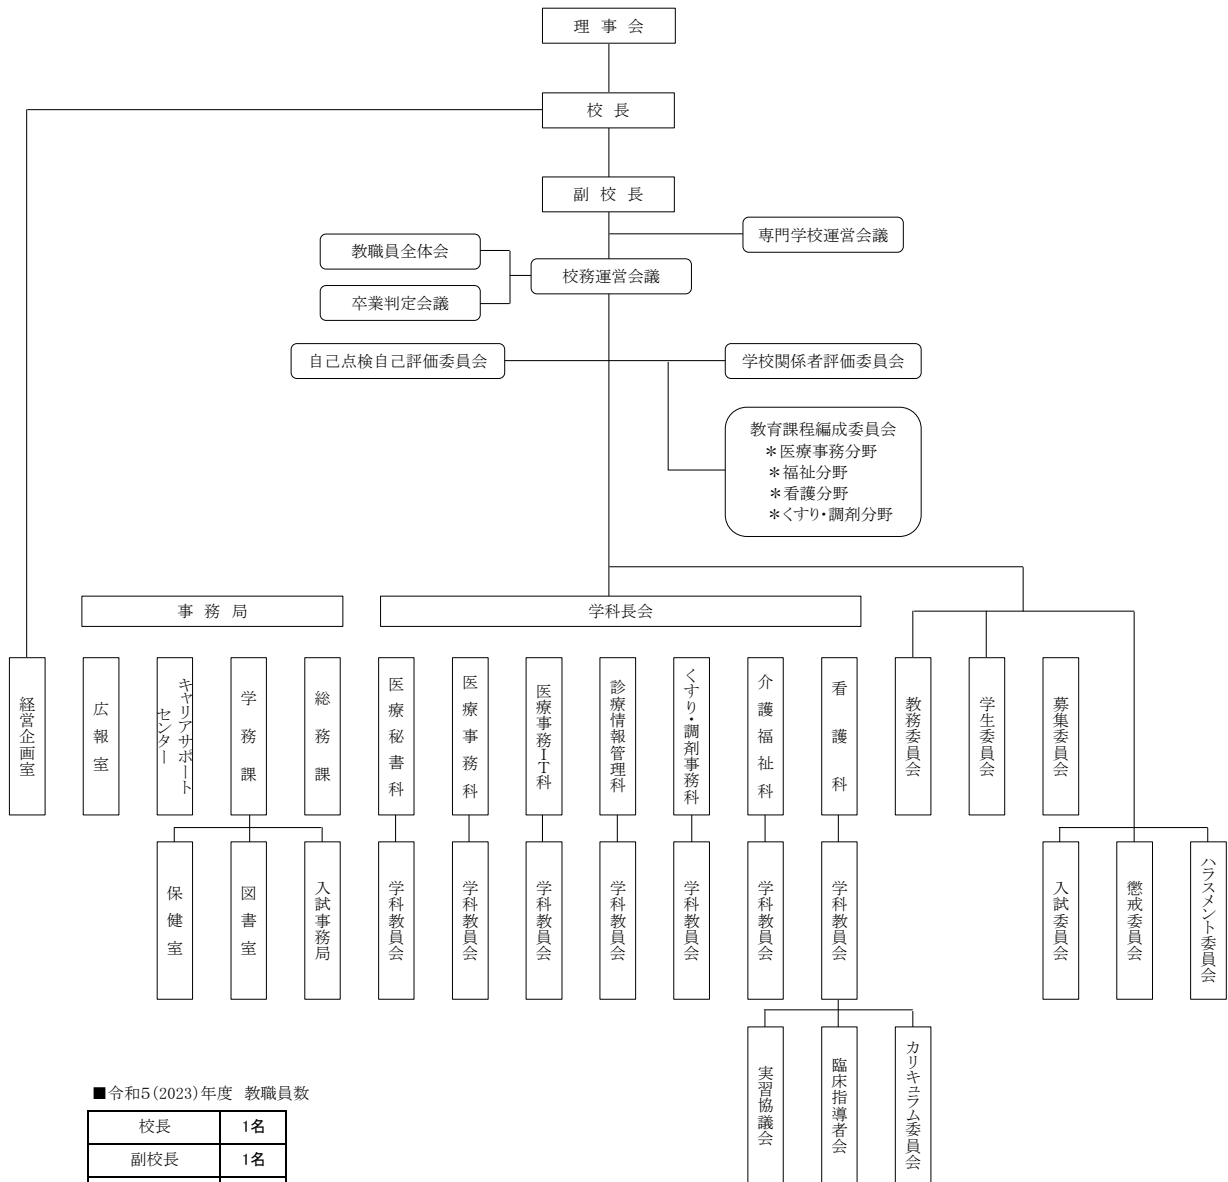 理事会
校長
副校長
専門学校運営会議
教職員全体会
校務運営会議
卒業判定会議
自己点検自己評価委員会
学校関係者評価委員会
教育課程編成委員会
＊医療事務分野
＊福祉分野
＊看護分野
＊くすり・調剤分野
事務局
学科長会
経営企画室
広報室
キャリアサポート
センター
学務課
総務課
医療秘書科
医療事務科
医療事務IT科
診療情報管理科
くすり・調剤事務科
介護福祉科
看護科
教務委員会
学生委員会
募集委員会
保健室
図書室
入試事務局
学科教員会
学科教員会
学科教員会
学科教員会
学科教員会
学科教員会
学科教員会
入試委員会
懲戒委員会
ハラスメント委員会
実習協議会
臨床指導者会
カリキュラム委員会
■令和5(2023)年度 教職員数
校長 1名
副校長 1名